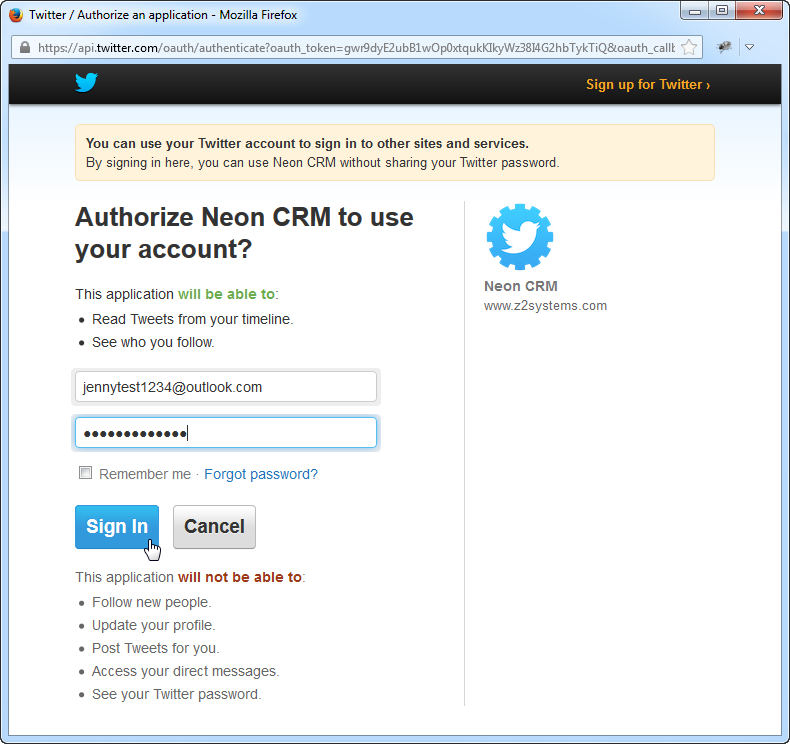 Twitter / Authorize an application - Mozilla Firefox
https://api.twitter.com/oauth/authenticate?oauth_token=gwr9dyE2ubB1wOp0xtqukKIkyWz38I4G2hbTykTiQ&oauth_callb
Sign up for Twitter ›
You can use your Twitter account to sign in to other sites and services.
By signing in here, you can use Neon CRM without sharing your Twitter password.
Authorize Neon CRM to use
your account?
This application will be able to:
• Read Tweets from your timeline.
• See who you follow.
jennytest1234@outlook.com
•••••••••••••
Remember me · Forgot password?
Sign In
Cancel
This application will not be able to:
• Follow new people.
• Update your profile.
• Post Tweets for you.
• Access your direct messages.
• See your Twitter password.
Neon CRM
www.z2systems.com